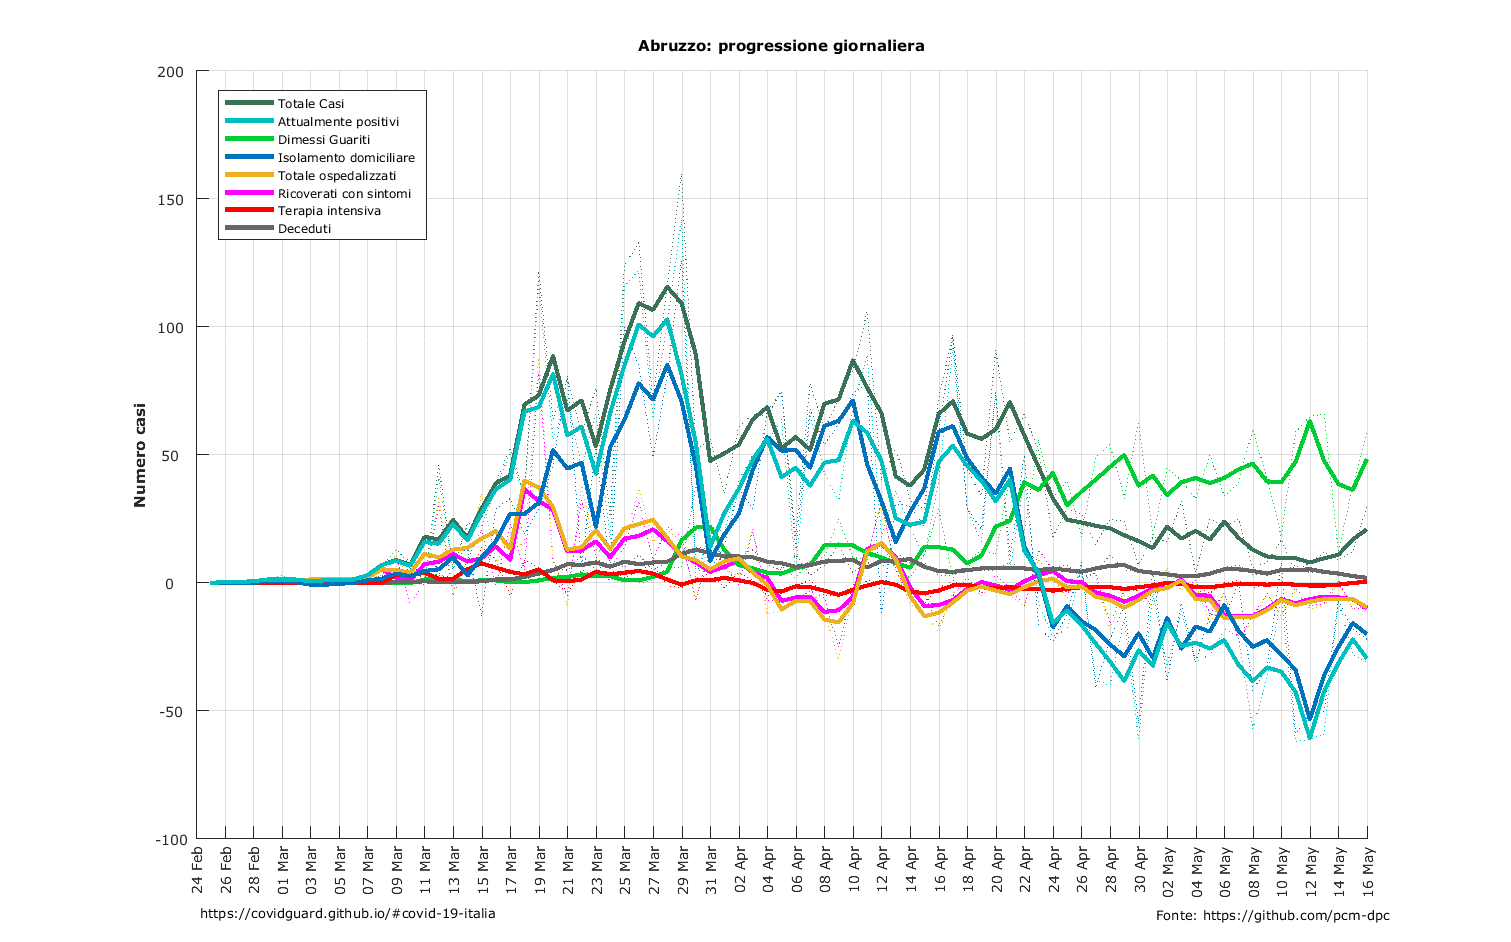 Abruzzo: progressione giornaliera
200
150
100
50
0
-50
-100
Numero casi
Totale Casi
Attualmente positivi
Dimessi Guariti
Isolamento domiciliare
Totale ospedalizzati
Ricoverati con sintomi
Terapia intensiva
Deceduti
24 Feb
26 Feb
28 Feb
01 Mar
03 Mar
05 Mar
07 Mar
09 Mar
11 Mar
13 Mar
15 Mar
17 Mar
19 Mar
21 Mar
23 Mar
25 Mar
27 Mar
29 Mar
31 Mar
02 Apr
04 Apr
06 Apr
08 Apr
10 Apr
12 Apr
14 Apr
16 Apr
18 Apr
20 Apr
22 Apr
24 Apr
26 Apr
28 Apr
30 Apr
02 May
04 May
06 May
08 May
10 May
12 May
14 May
16 May
https://covidguard.github.io/#covid-19-italia
Fonte: https://github.com/pcm-dpc